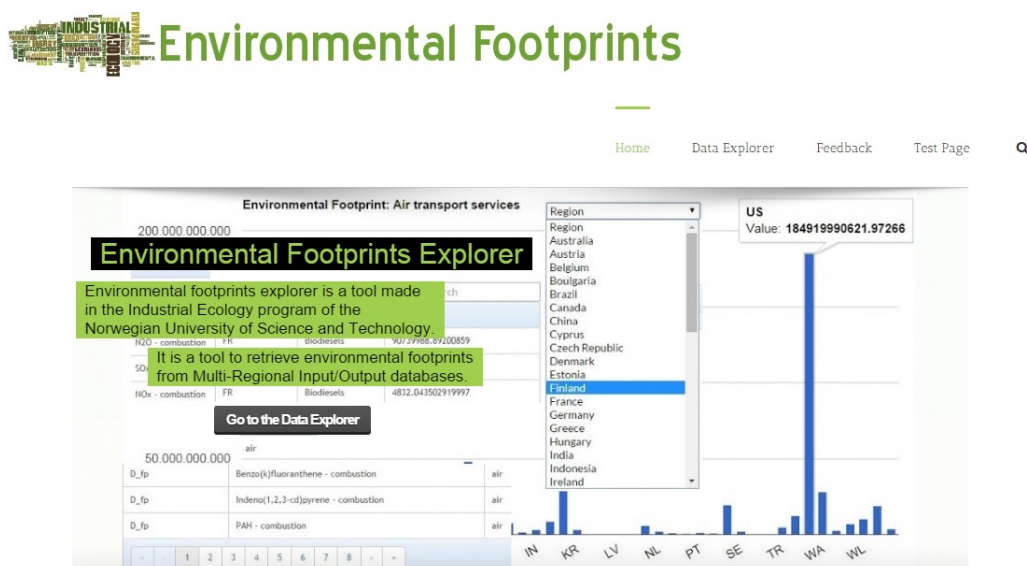 INDUSTRIAL
ECOLOGY
Environmental Footprints
Home Data Explorer Feedback Test Page
Environmental Footprint: Air transport services
Region
US
Value: 184919990621.97266
200.000.000.000
Environmental Footprints Explorer
Environmental footprints explorer is a tool made
in the Industrial Ecology program of the
Norwegian University of Science and Technology.
N2O - combustion FR Biodiesels 90739988.89200859
It is a tool to retrieve environmental footprints
from Multi-Regional Input/Output databases.
NOx - combustion FR Biodiesels 4832.043502919997
Go to the Data Explorer
Region
Australia
Austria
Belgium
Boulgaria
Brazil
Canada
China
Cyprus
Czech Republic
Denmark
Estonia
Finland
France
Germany
Greece
Hungary
India
Indonesia
Ireland
air
50.000.000.000
D_fp Benzo(k)fluoranthene - combustion air
D_fp Indeno(1,2,3-cd)pyrene - combustion air
D_fp PAH - combustion air
1 2 3 4 5 6 7 8
IN KR LV NL PT SE TR WA WL